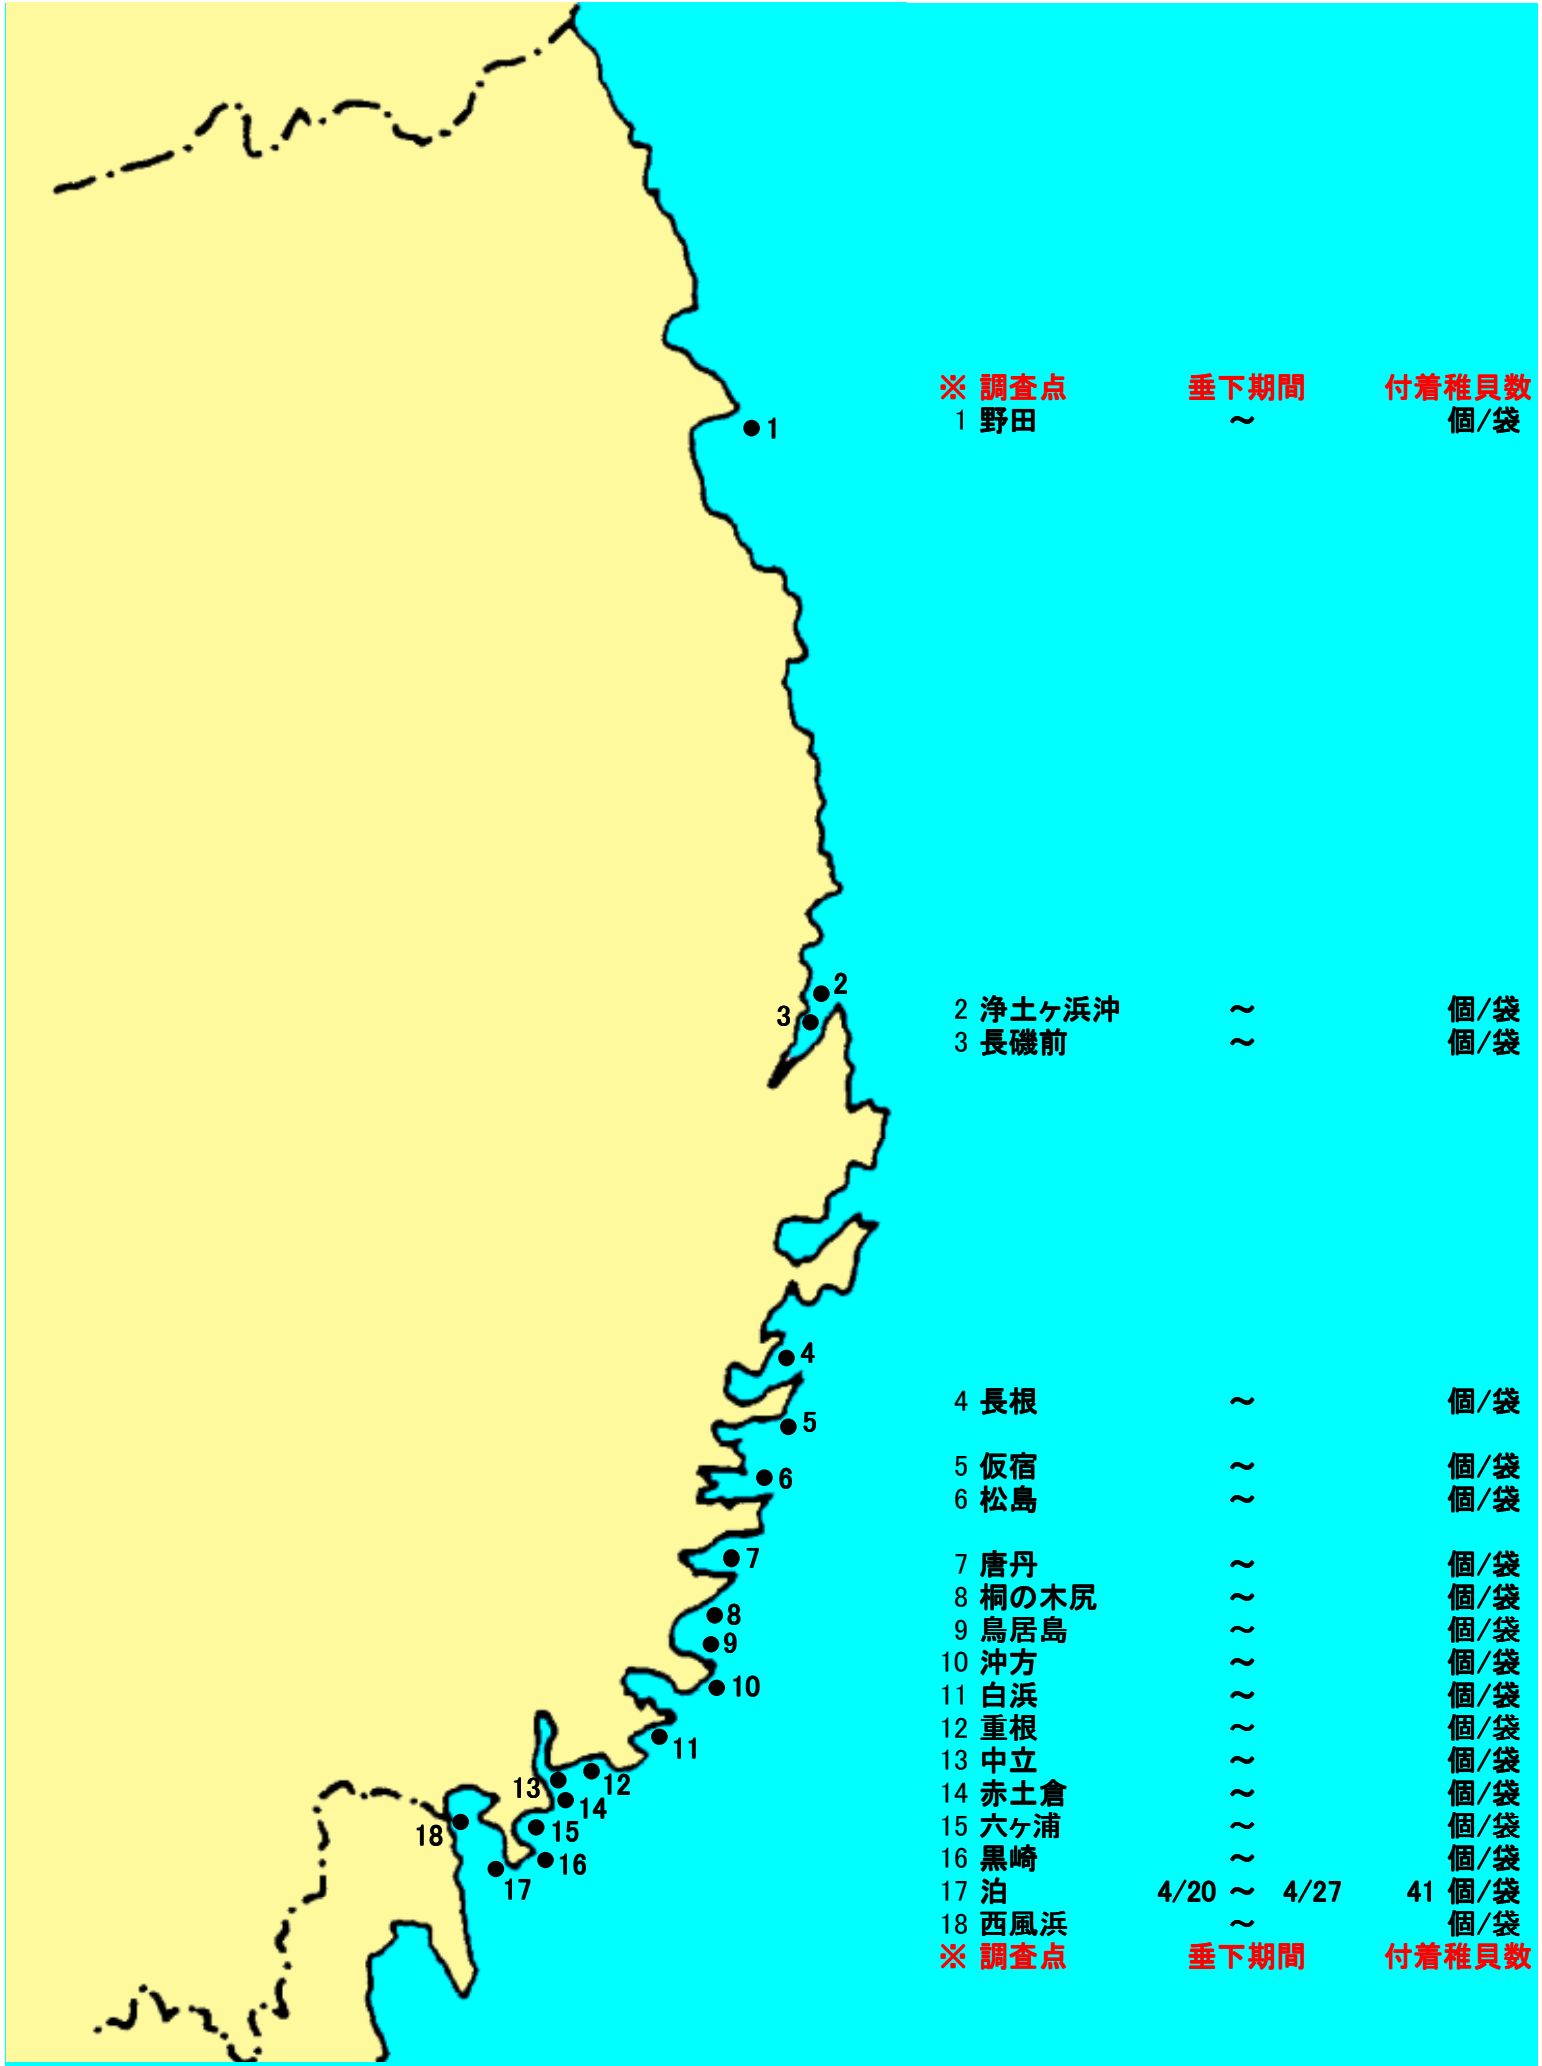 ※ 調査点 垂下期間 付着稚貝数
1 野田 ～ 個/袋
1
2
3
2 浄土ヶ浜沖 ～ 個/袋
3 長磯前 ～ 個/袋
4
4 長根 ～ 個/袋
5
5 仮宿 ～ 個/袋
6
6 松島 ～ 個/袋
7
7 唐丹 ～ 個/袋
8 桐の木尻 ～ 個/袋
8
9 鳥居島 ～ 個/袋
9
10 沖方 ～ 個/袋
10
11 白浜 ～ 個/袋
12 重根 ～ 個/袋
11
13 中立 ～ 個/袋
12
13
14 赤土倉 ～ 個/袋
14
15 六ヶ浦 ～ 個/袋
18
15
16 黒崎 ～ 個/袋
16
17 泊 4/20 ～ 4/27 41 個/袋
17
18 西風浜 ～ 個/袋
※ 調査点 垂下期間 付着稚貝数